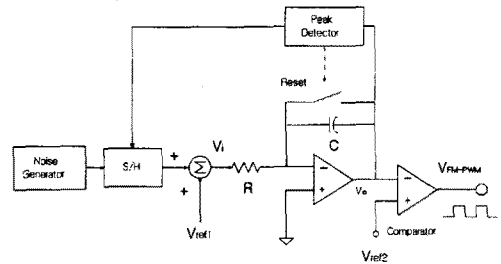 Peak
Detector
Reset
C
Noise
Generator
S/H
+
+
Σ
Vi
R
Vref1
−
+
Vo
−
+
VFM-PWM
Comparator
Vref2